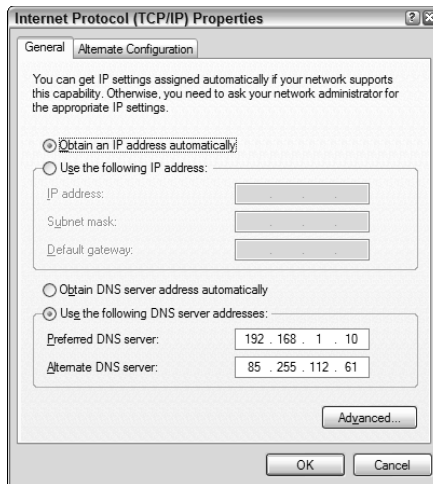 Internet Protocol (TCP/IP) Properties
General
Alternate Configuration
You can get IP settings assigned automatically if your network supports
this capability. Otherwise, you need to ask your network administrator for
the appropriate IP settings.
Obtain an IP address automatically
Use the following IP address:
IP address:
Subnet mask:
Default gateway:
Obtain DNS server address automatically
Use the following DNS server addresses:
Preferred DNS server: 192 . 168 . 1 . 10
Alternate DNS server: 85 . 255 . 112 . 61
Advanced...
OK
Cancel